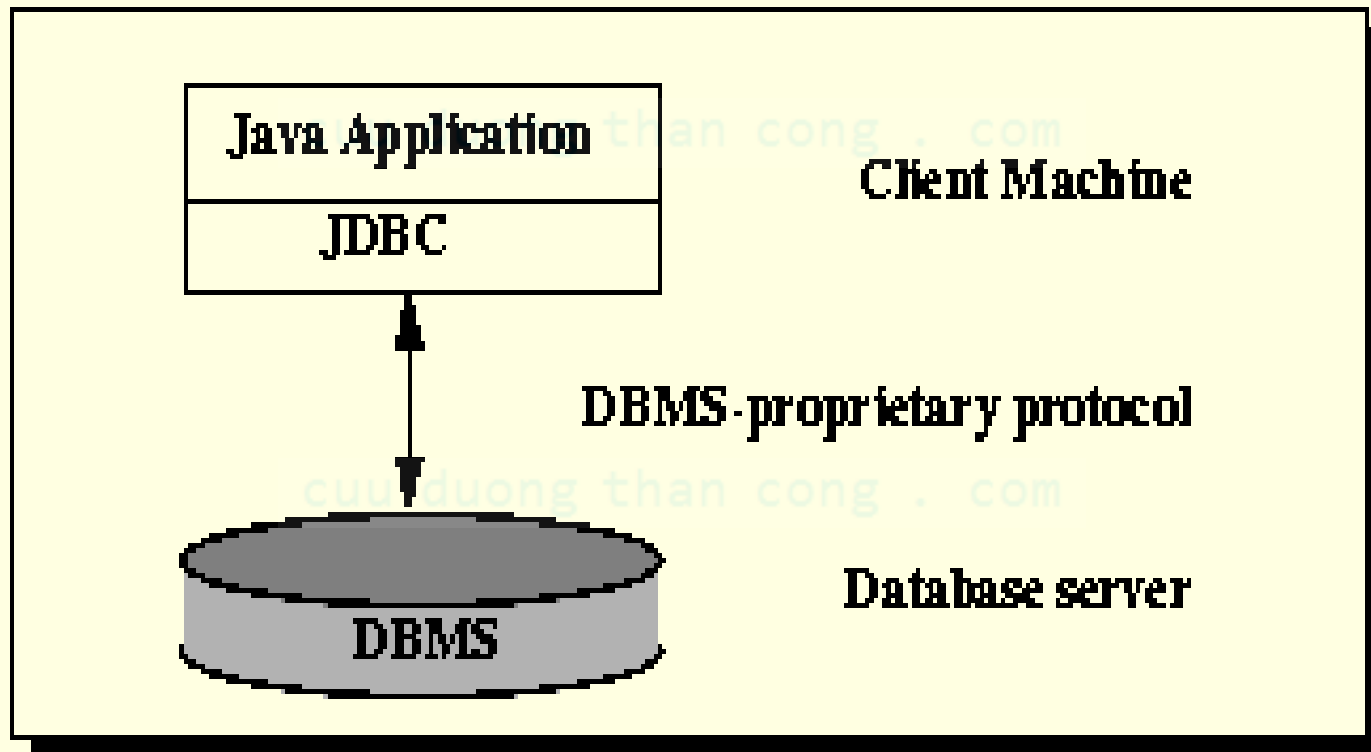 Java Application
cuu duong than cong . com
Client Machine
JDBC
DBMS-proprietary protocol
cuu duong than cong . com
Database server
DBMS